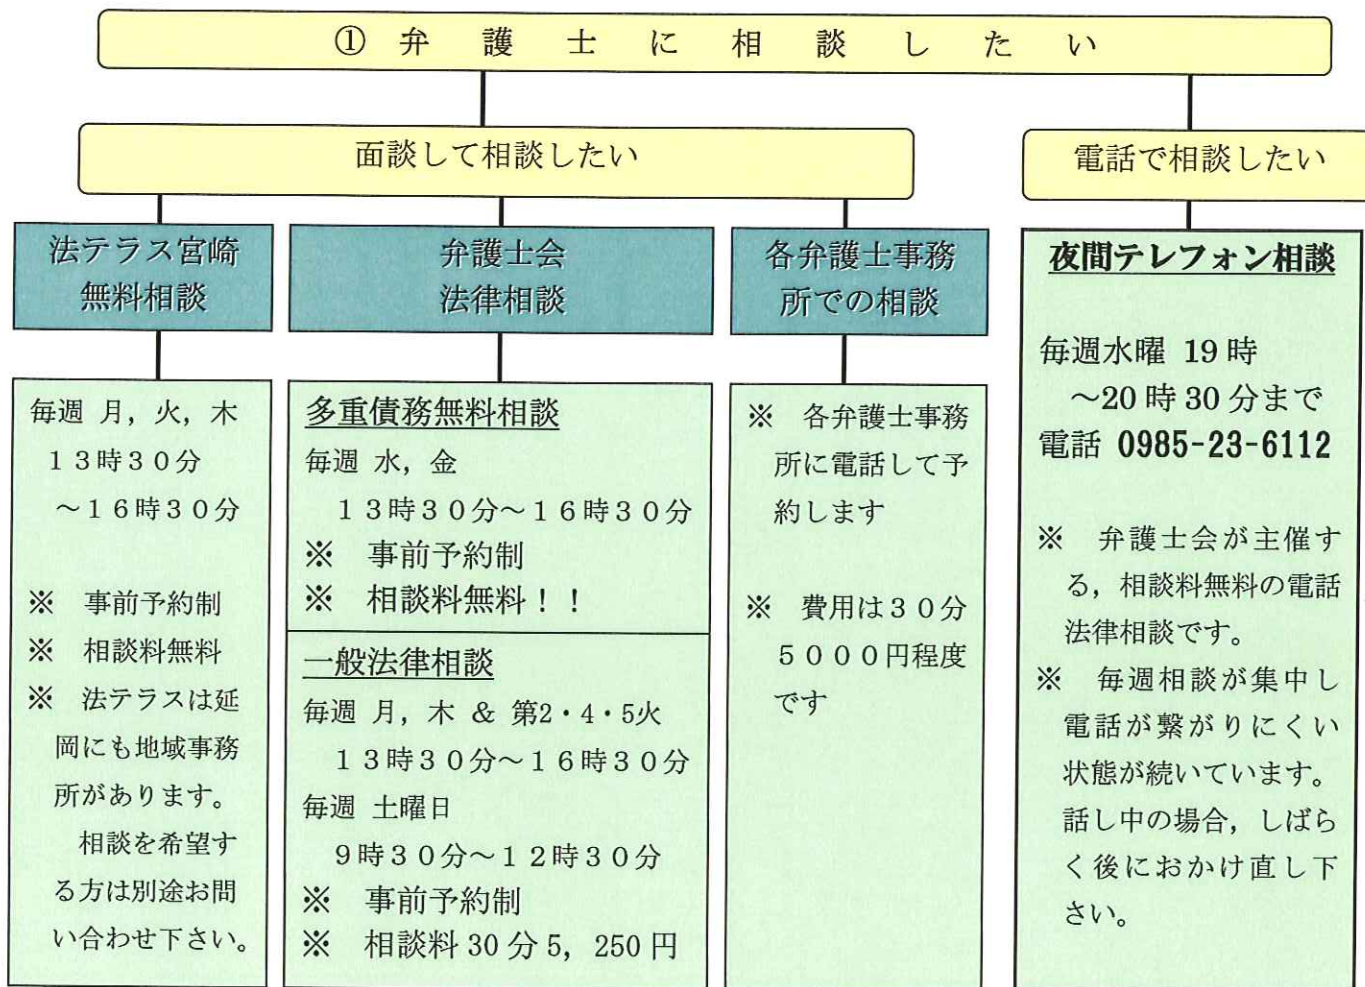 ① 弁護士に相談したい
面談して相談したい
電話で相談したい
法テラス宮崎
無料相談
毎週 月，火，木
１３時３０分
～１６時３０分
※ 事前予約制
※ 相談料無料
※ 法テラスは延
岡にも地域事務
所があります。
相談を希望す
る方は別途お問
い合わせ下さい。
弁護士会
法律相談
多重債務無料相談
毎週 水，金
１３時３０分～１６時３０分
※ 事前予約制
※ 相談料無料！！
一般法律相談
毎週 月，木 & 第2・4・5火
１３時３０分～１６時３０分
毎週 土曜日
９時３０分～１２時３０分
※ 事前予約制
※ 相談料30分5，250円
各弁護士事務
所での相談
※ 各弁護士事務
所に電話して予
約します
※ 費用は３０分
５０００円程度
です
夜間テレフォン相談
毎週水曜 19時
～20時30分まで
電話 0985-23-6112
※ 弁護士会が主催す
る，相談料無料の電話
法律相談です。
※ 毎週相談が集中し
電話が繋がりにくい
状態が続いています。
話し中の場合，しばら
く後におかけ直し下
さい。